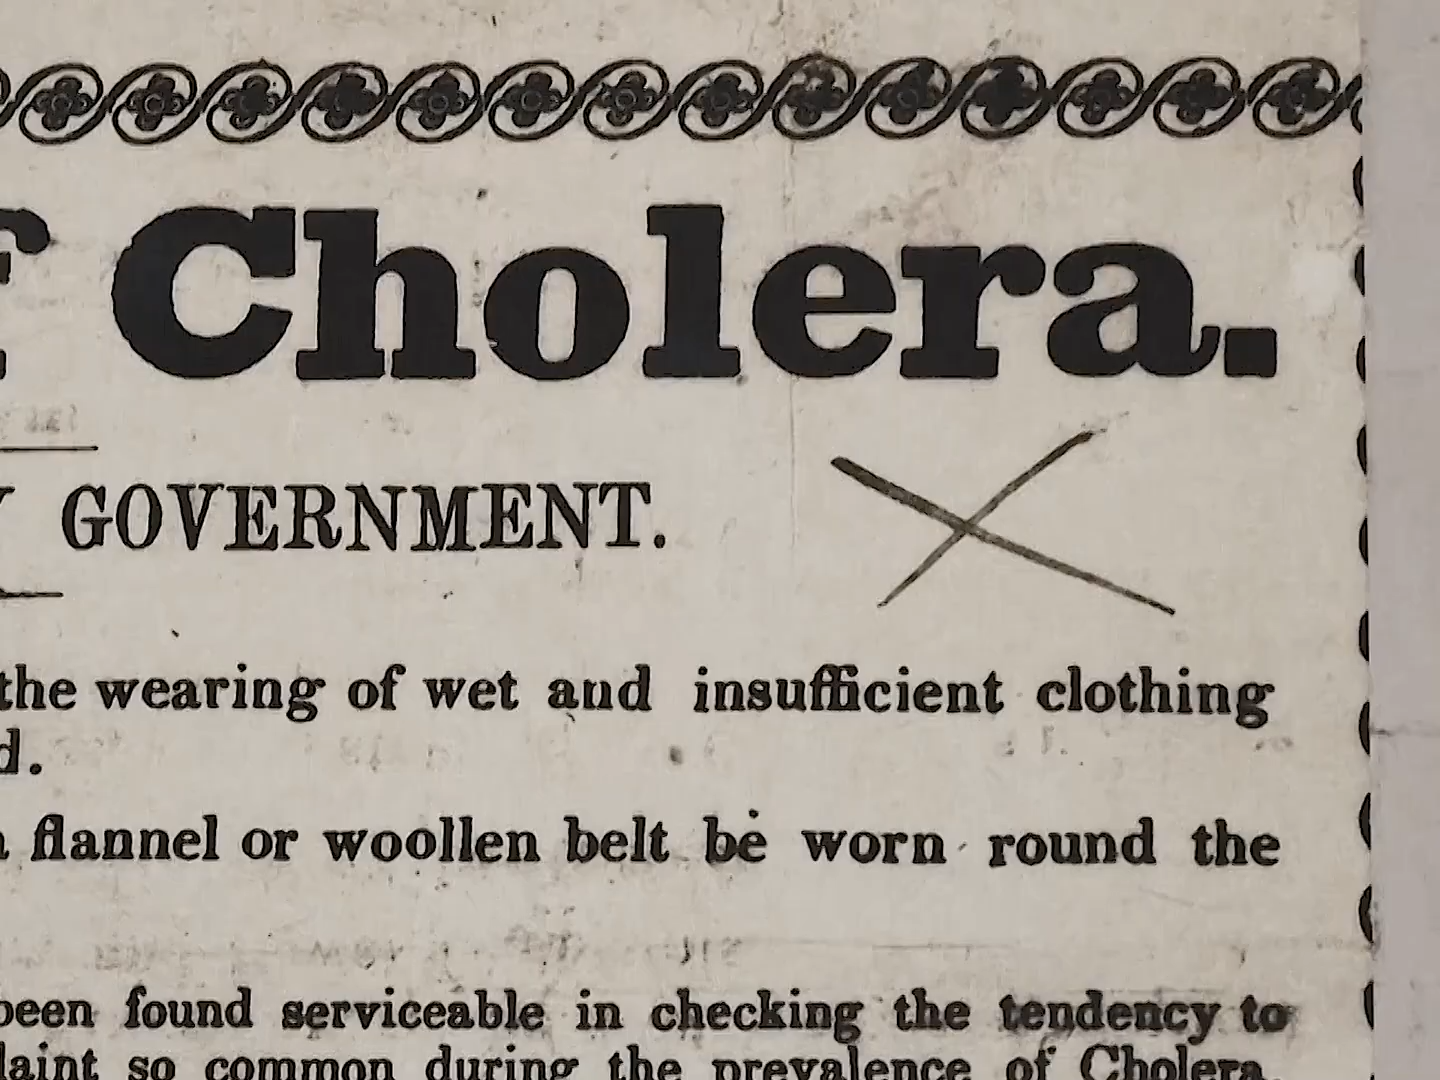 f Cholera.
Y GOVERNMENT.
the wearing of wet and insufficient clothing
d.
flannel or woollen belt be worn round the
been found serviceable in checking the tendency to
laint so common during the prevalence of Cholera.